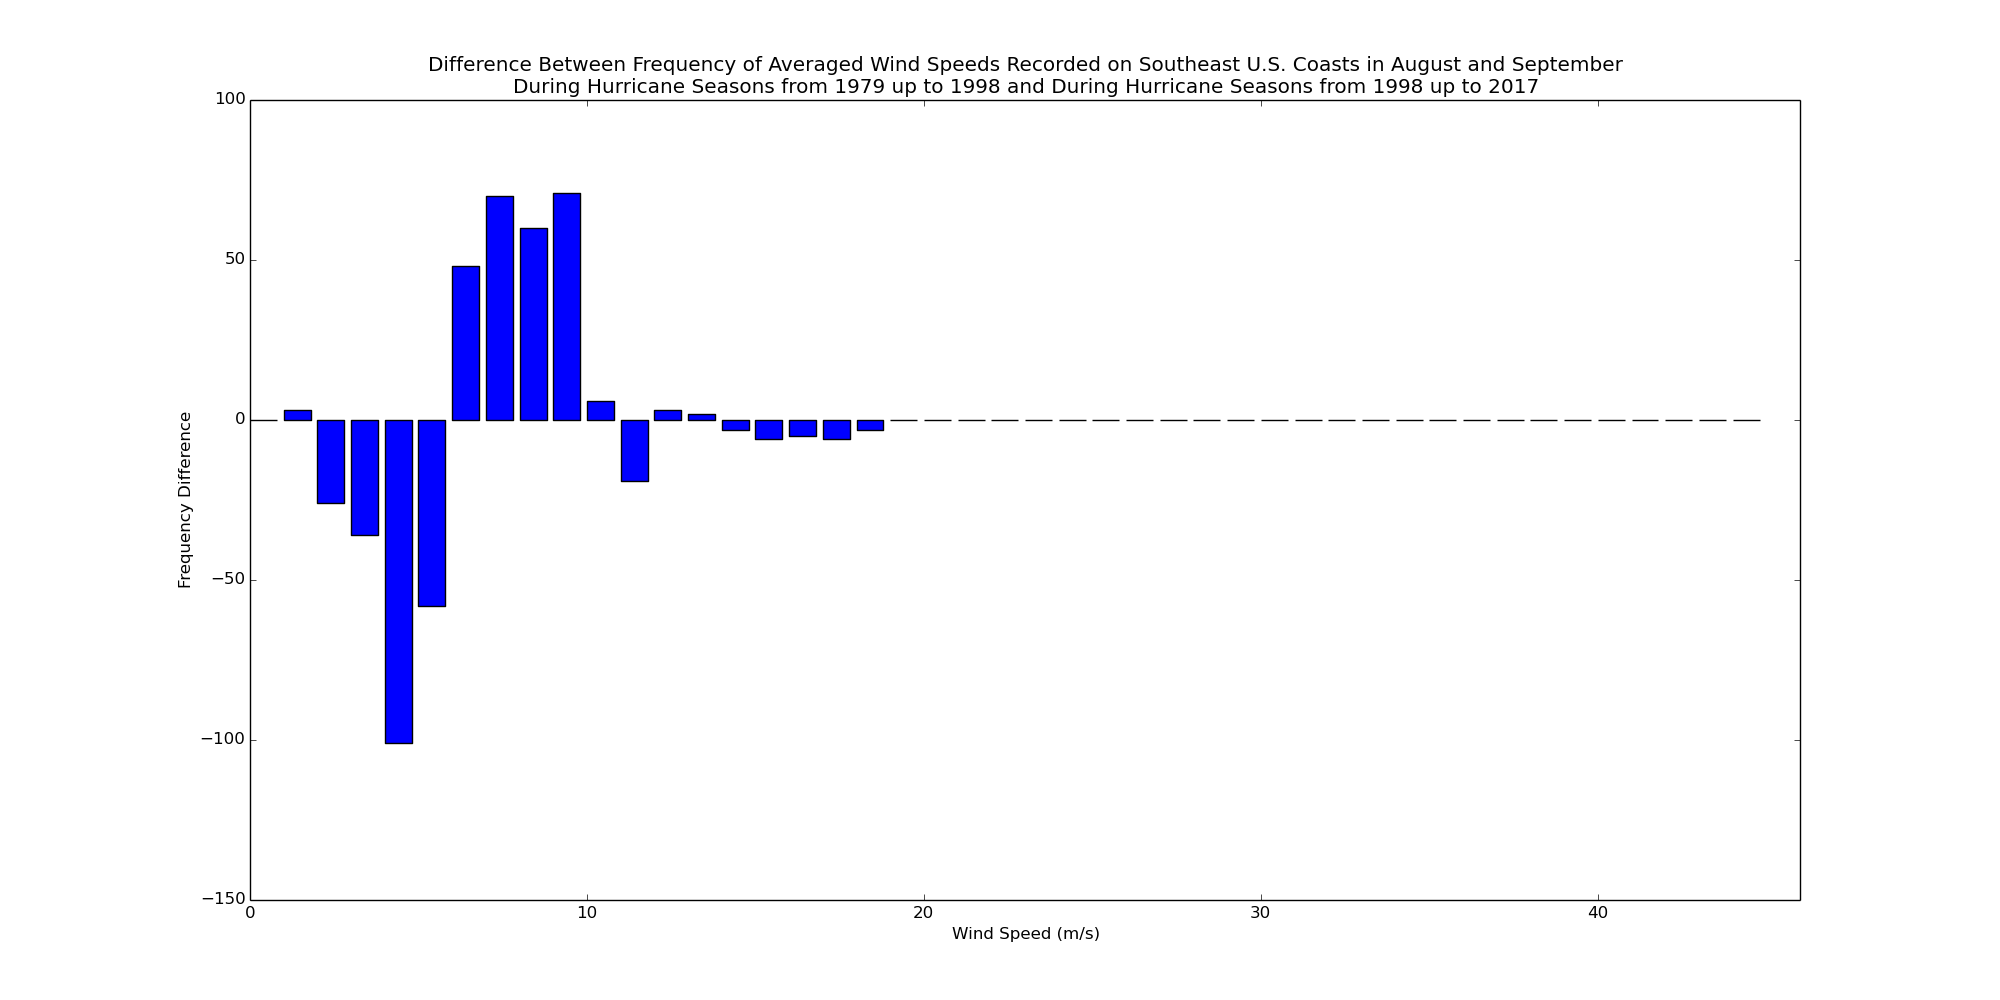 Difference Between Frequency of Averaged Wind Speeds Recorded on Southeast U.S. Coasts in August and September
During Hurricane Seasons from 1979 up to 1998 and During Hurricane Seasons from 1998 up to 2017
100
50
0
−50
−100
−150
Frequency Difference
0 10 20 30 40
Wind Speed (m/s)